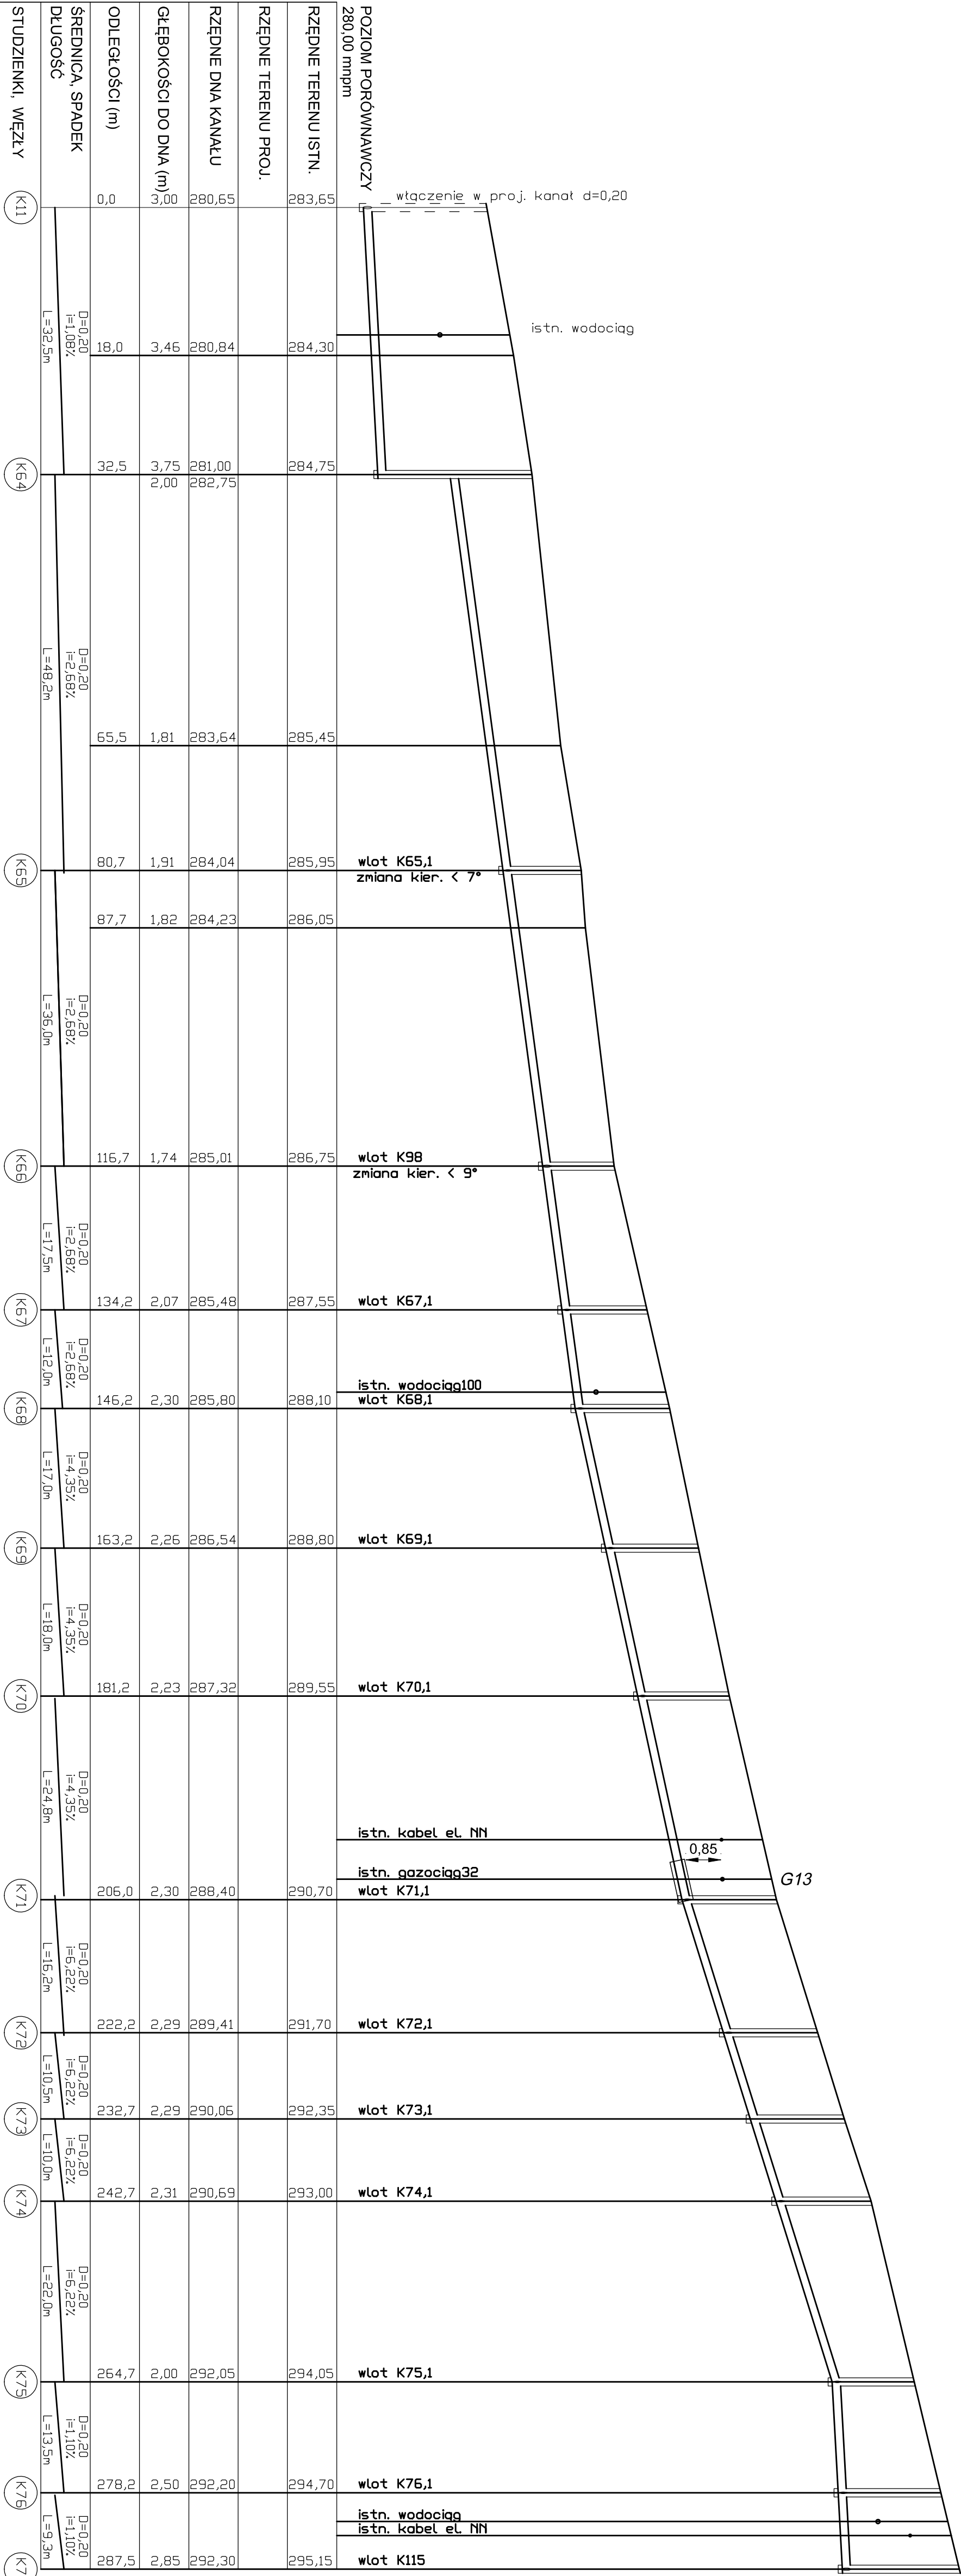 POZIOM PORÓWNAWCZY
280,00 mnpm
RZĘDNE TERENU ISTN.
RZĘDNE TERENU PROJ.
RZĘDNE DNA KANAŁU
GŁĘBOKOŚCI DO DNA (m)
ODLEGŁOŚCI (m)
ŚREDNICA, SPADEK
DŁUGOŚĆ
STUDZIENKI, WĘZŁY
włączenie w proj. kanał d=0,20
K11
0,0 3,00 280,65 283,65
istn. wodociąg
D=0,20
i=1,08%
L=32,5m
18,0 3,46 280,84 284,30
K64
32,5 3,75 281,00 284,75
2,00 282,75
D=0,20
i=2,68%
L=48,2m
65,5 1,81 283,64 285,45
K65
80,7 1,91 284,04 285,95 wlot K65,1
zmiana kier. < 7°
87,7 1,82 284,23 286,05
D=0,20
i=2,68%
L=36,0m
K66
116,7 1,74 285,01 286,75 wlot K98
zmiana kier. < 9°
D=0,20
i=2,68%
L=17,5m
K67
134,2 2,07 285,48 287,55 wlot K67,1
D=0,20
i=2,68%
L=12,0m
istn. wodociąg100
K68
146,2 2,30 285,80 288,10 wlot K68,1
D=0,20
i=4,35%
L=17,0m
K69
163,2 2,26 286,54 288,80 wlot K69,1
D=0,20
i=4,35%
L=18,0m
K70
181,2 2,23 287,32 289,55 wlot K70,1
D=0,20
i=4,35%
L=24,8m
istn. kabel el. NN
0,85
istn. gazociąg32
G13
K71
206,0 2,30 288,40 290,70 wlot K71,1
D=0,20
i=6,22%
L=16,2m
K72
222,2 2,29 289,41 291,70 wlot K72,1
D=0,20
i=6,22%
L=10,5m
K73
232,7 2,29 290,06 292,35 wlot K73,1
D=0,20
i=6,22%
L=10,0m
K74
242,7 2,31 290,69 293,00 wlot K74,1
D=0,20
i=6,22%
L=22,0m
K75
264,7 2,00 292,05 294,05 wlot K75,1
D=0,20
i=1,10%
L=13,5m
K76
278,2 2,50 292,20 294,70 wlot K76,1
istn. wodociąg
istn. kabel el. NN
D=0,20
i=1,10%
L=9,3m
287,5 2,85 292,30 295,15 wlot K115